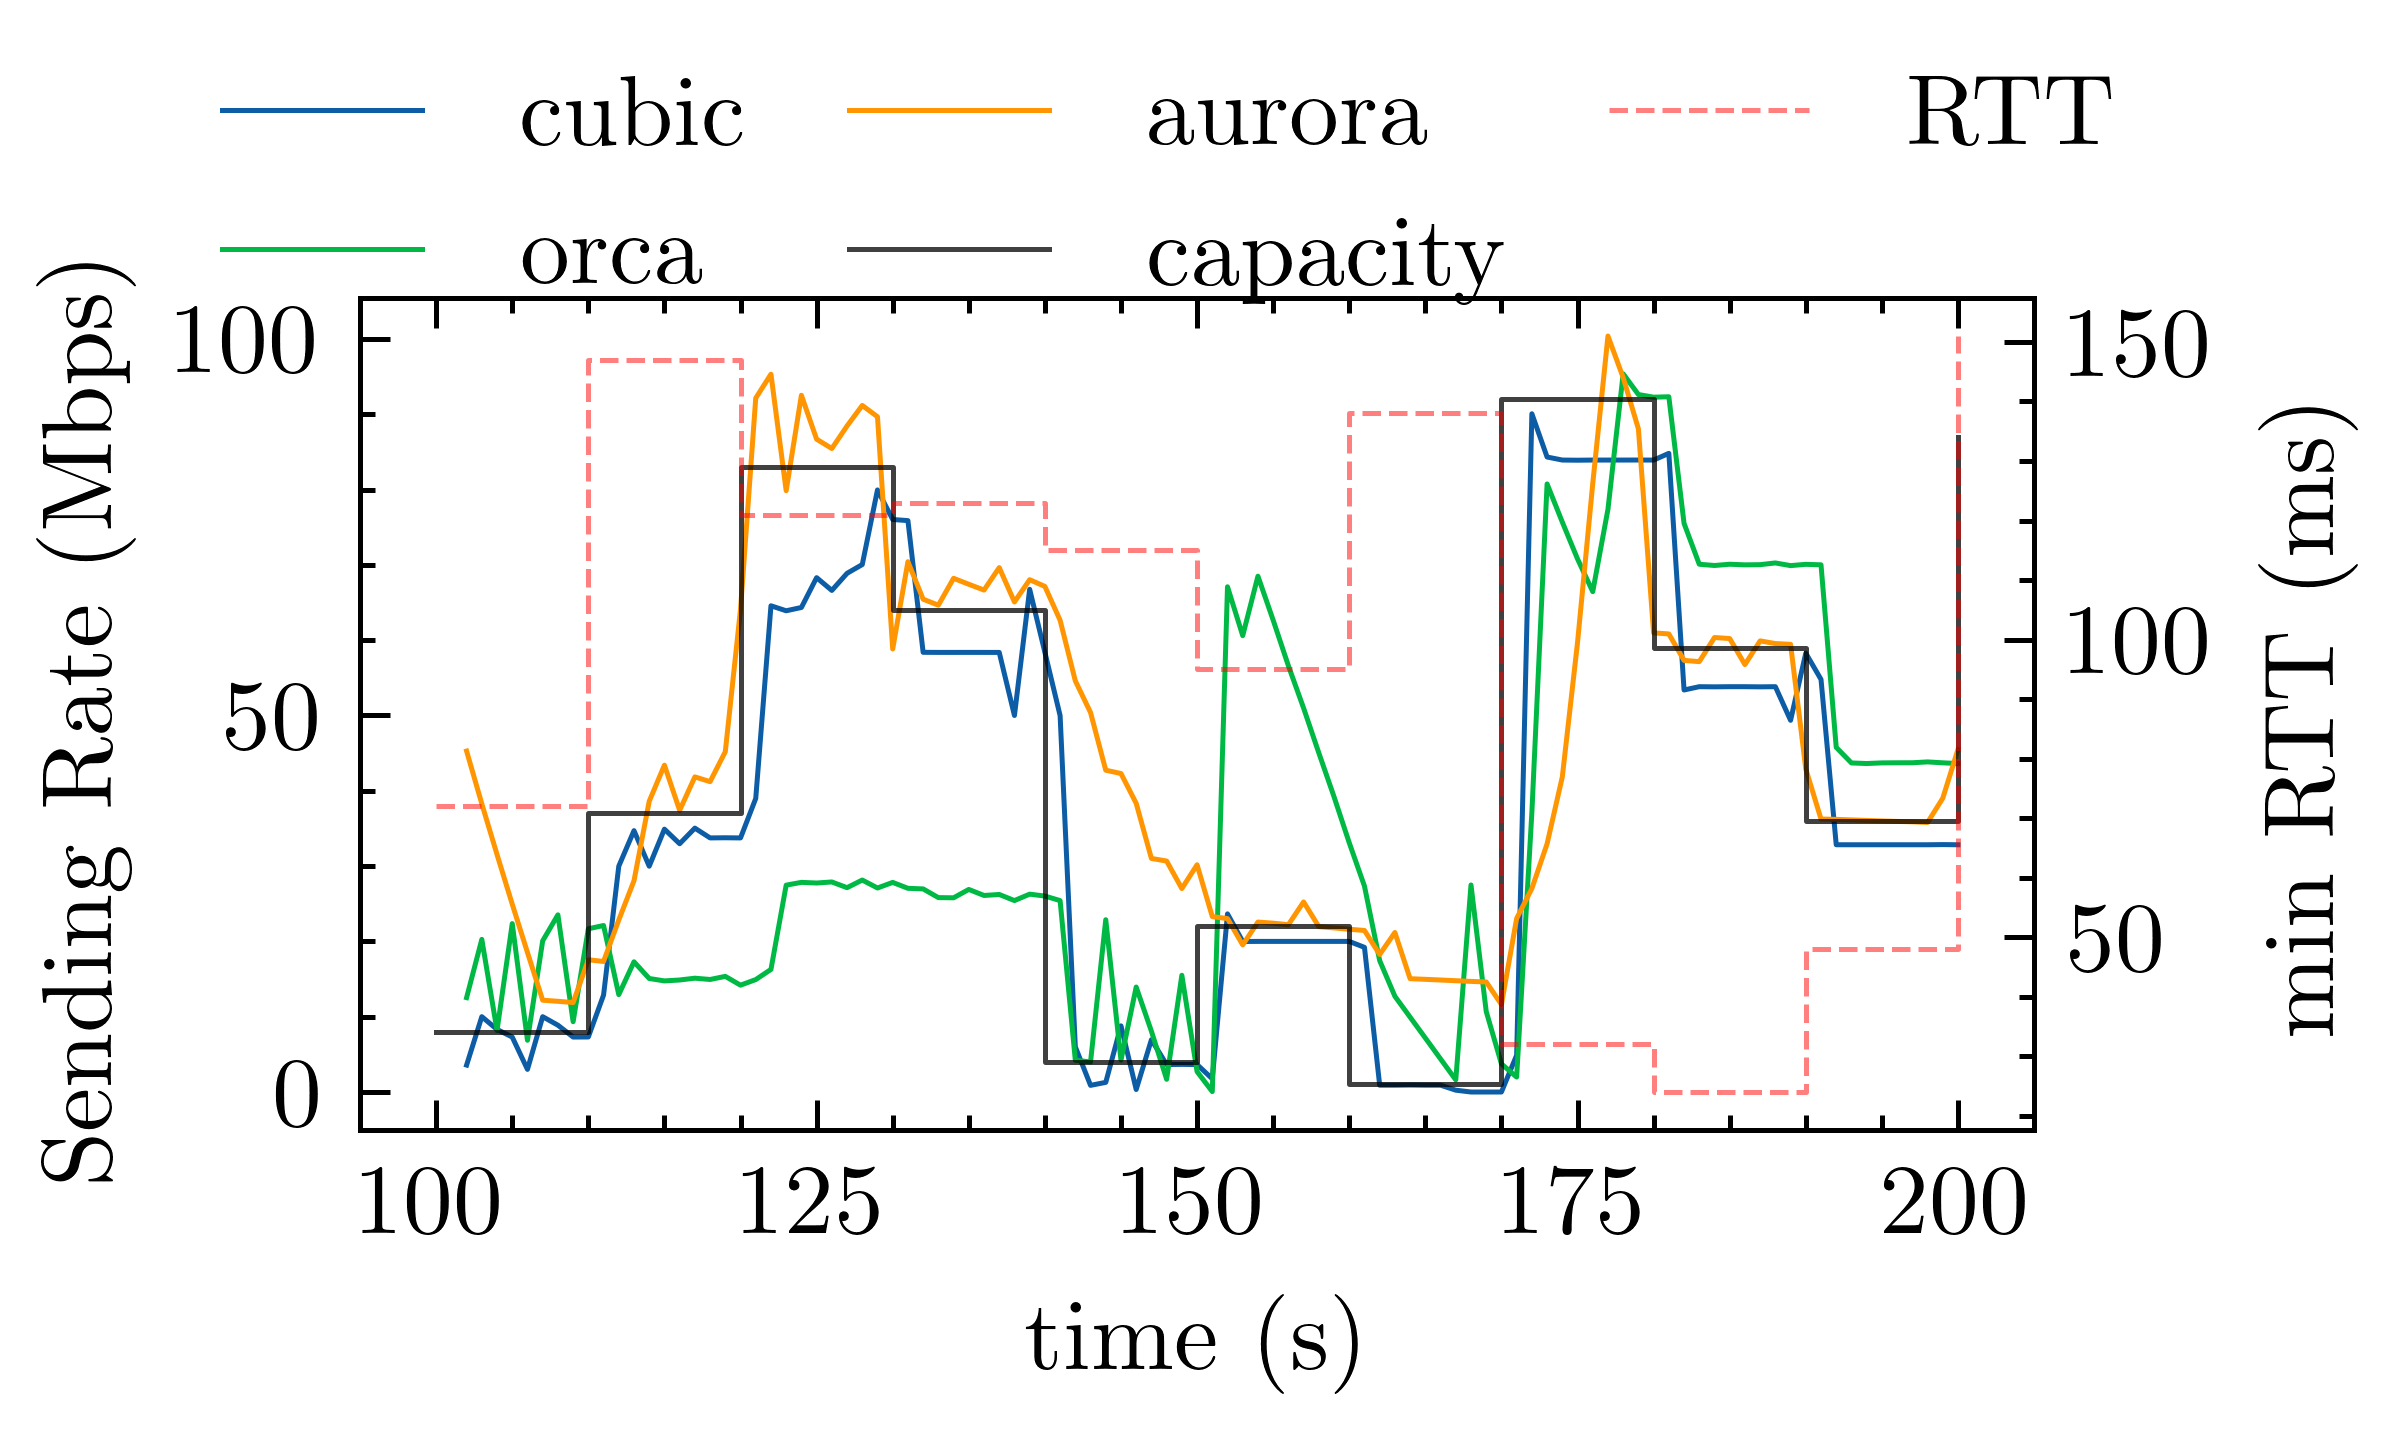 cubic aurora RTT
orca capacity
Sending Rate (Mbps)
100
50
0
150
100
50
min RTT (ms)
100 125 150 175 200
time (s)